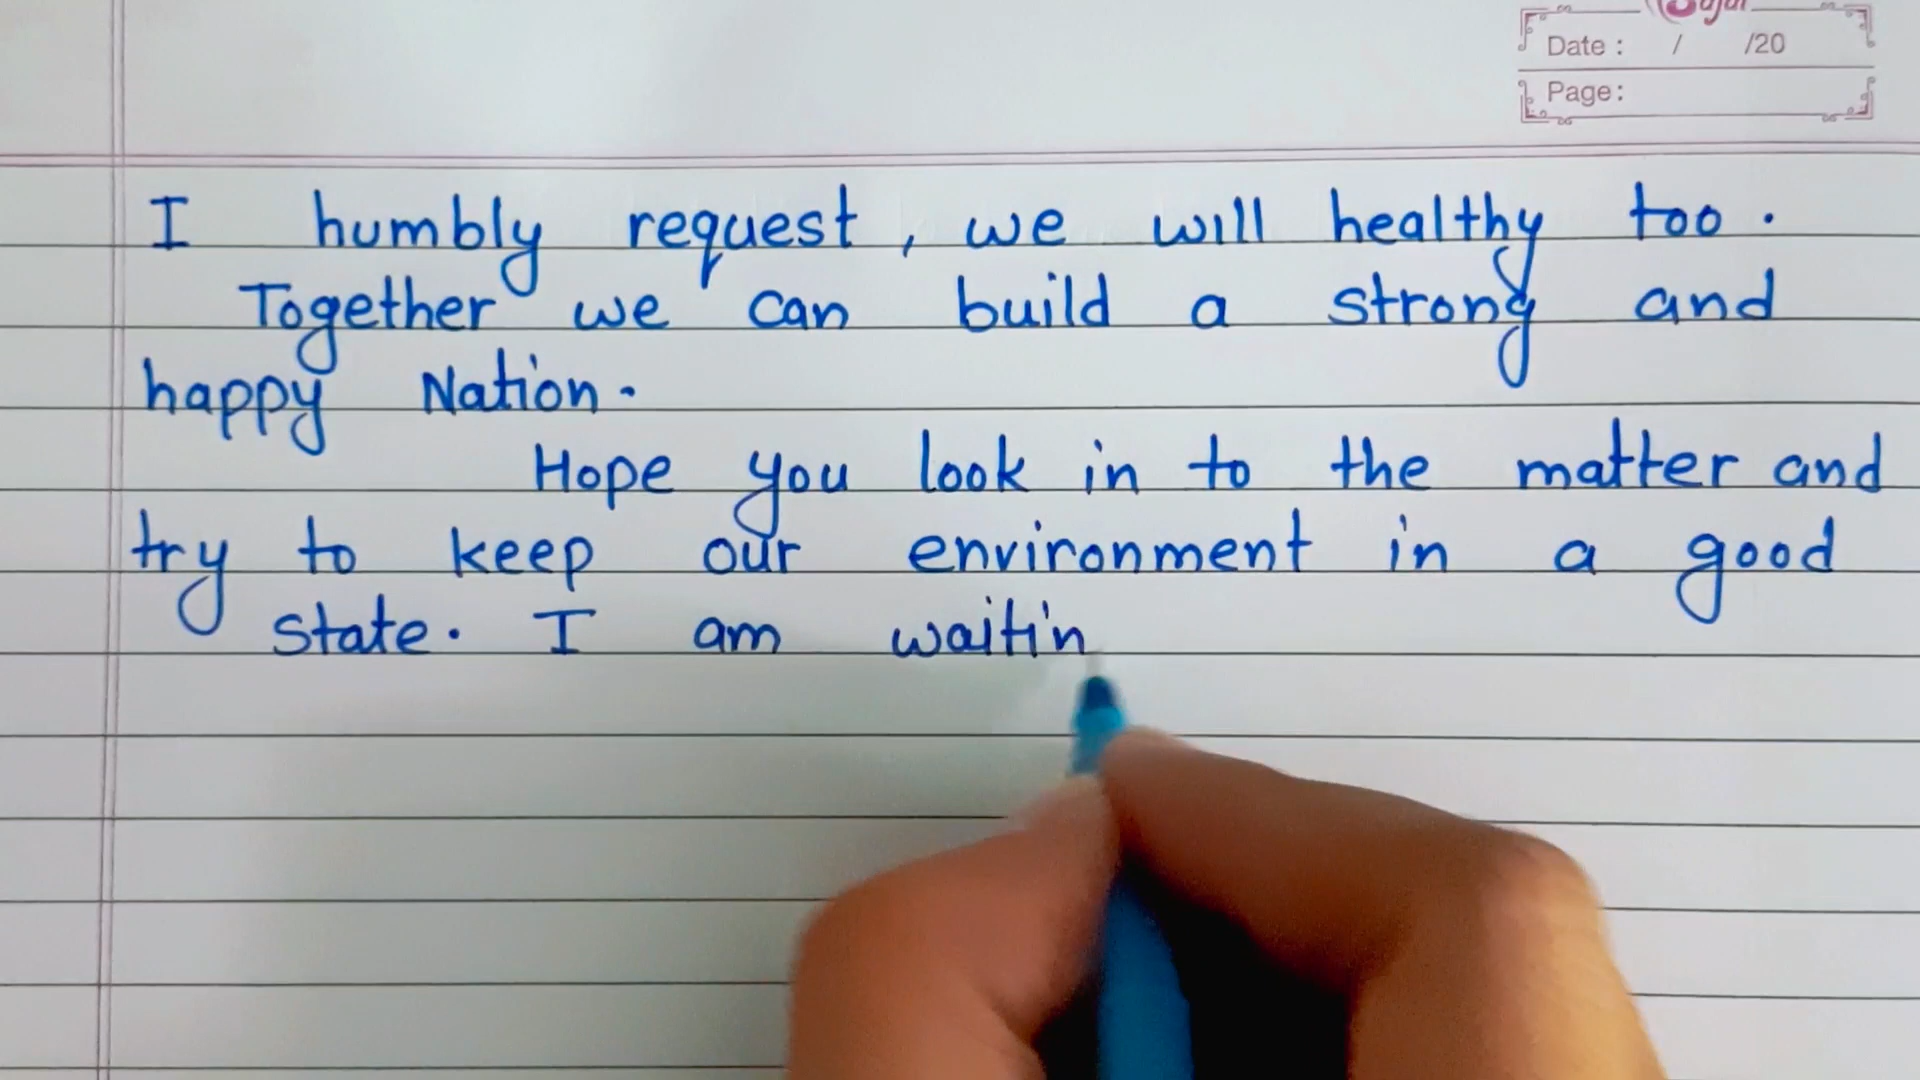 Date :    /    /20
Page:
I humbly request, we will healthy too.
Together we can build a strong and
happy Nation.
Hope you look in to the matter and
try to keep our environment in a good
state. I am waitin